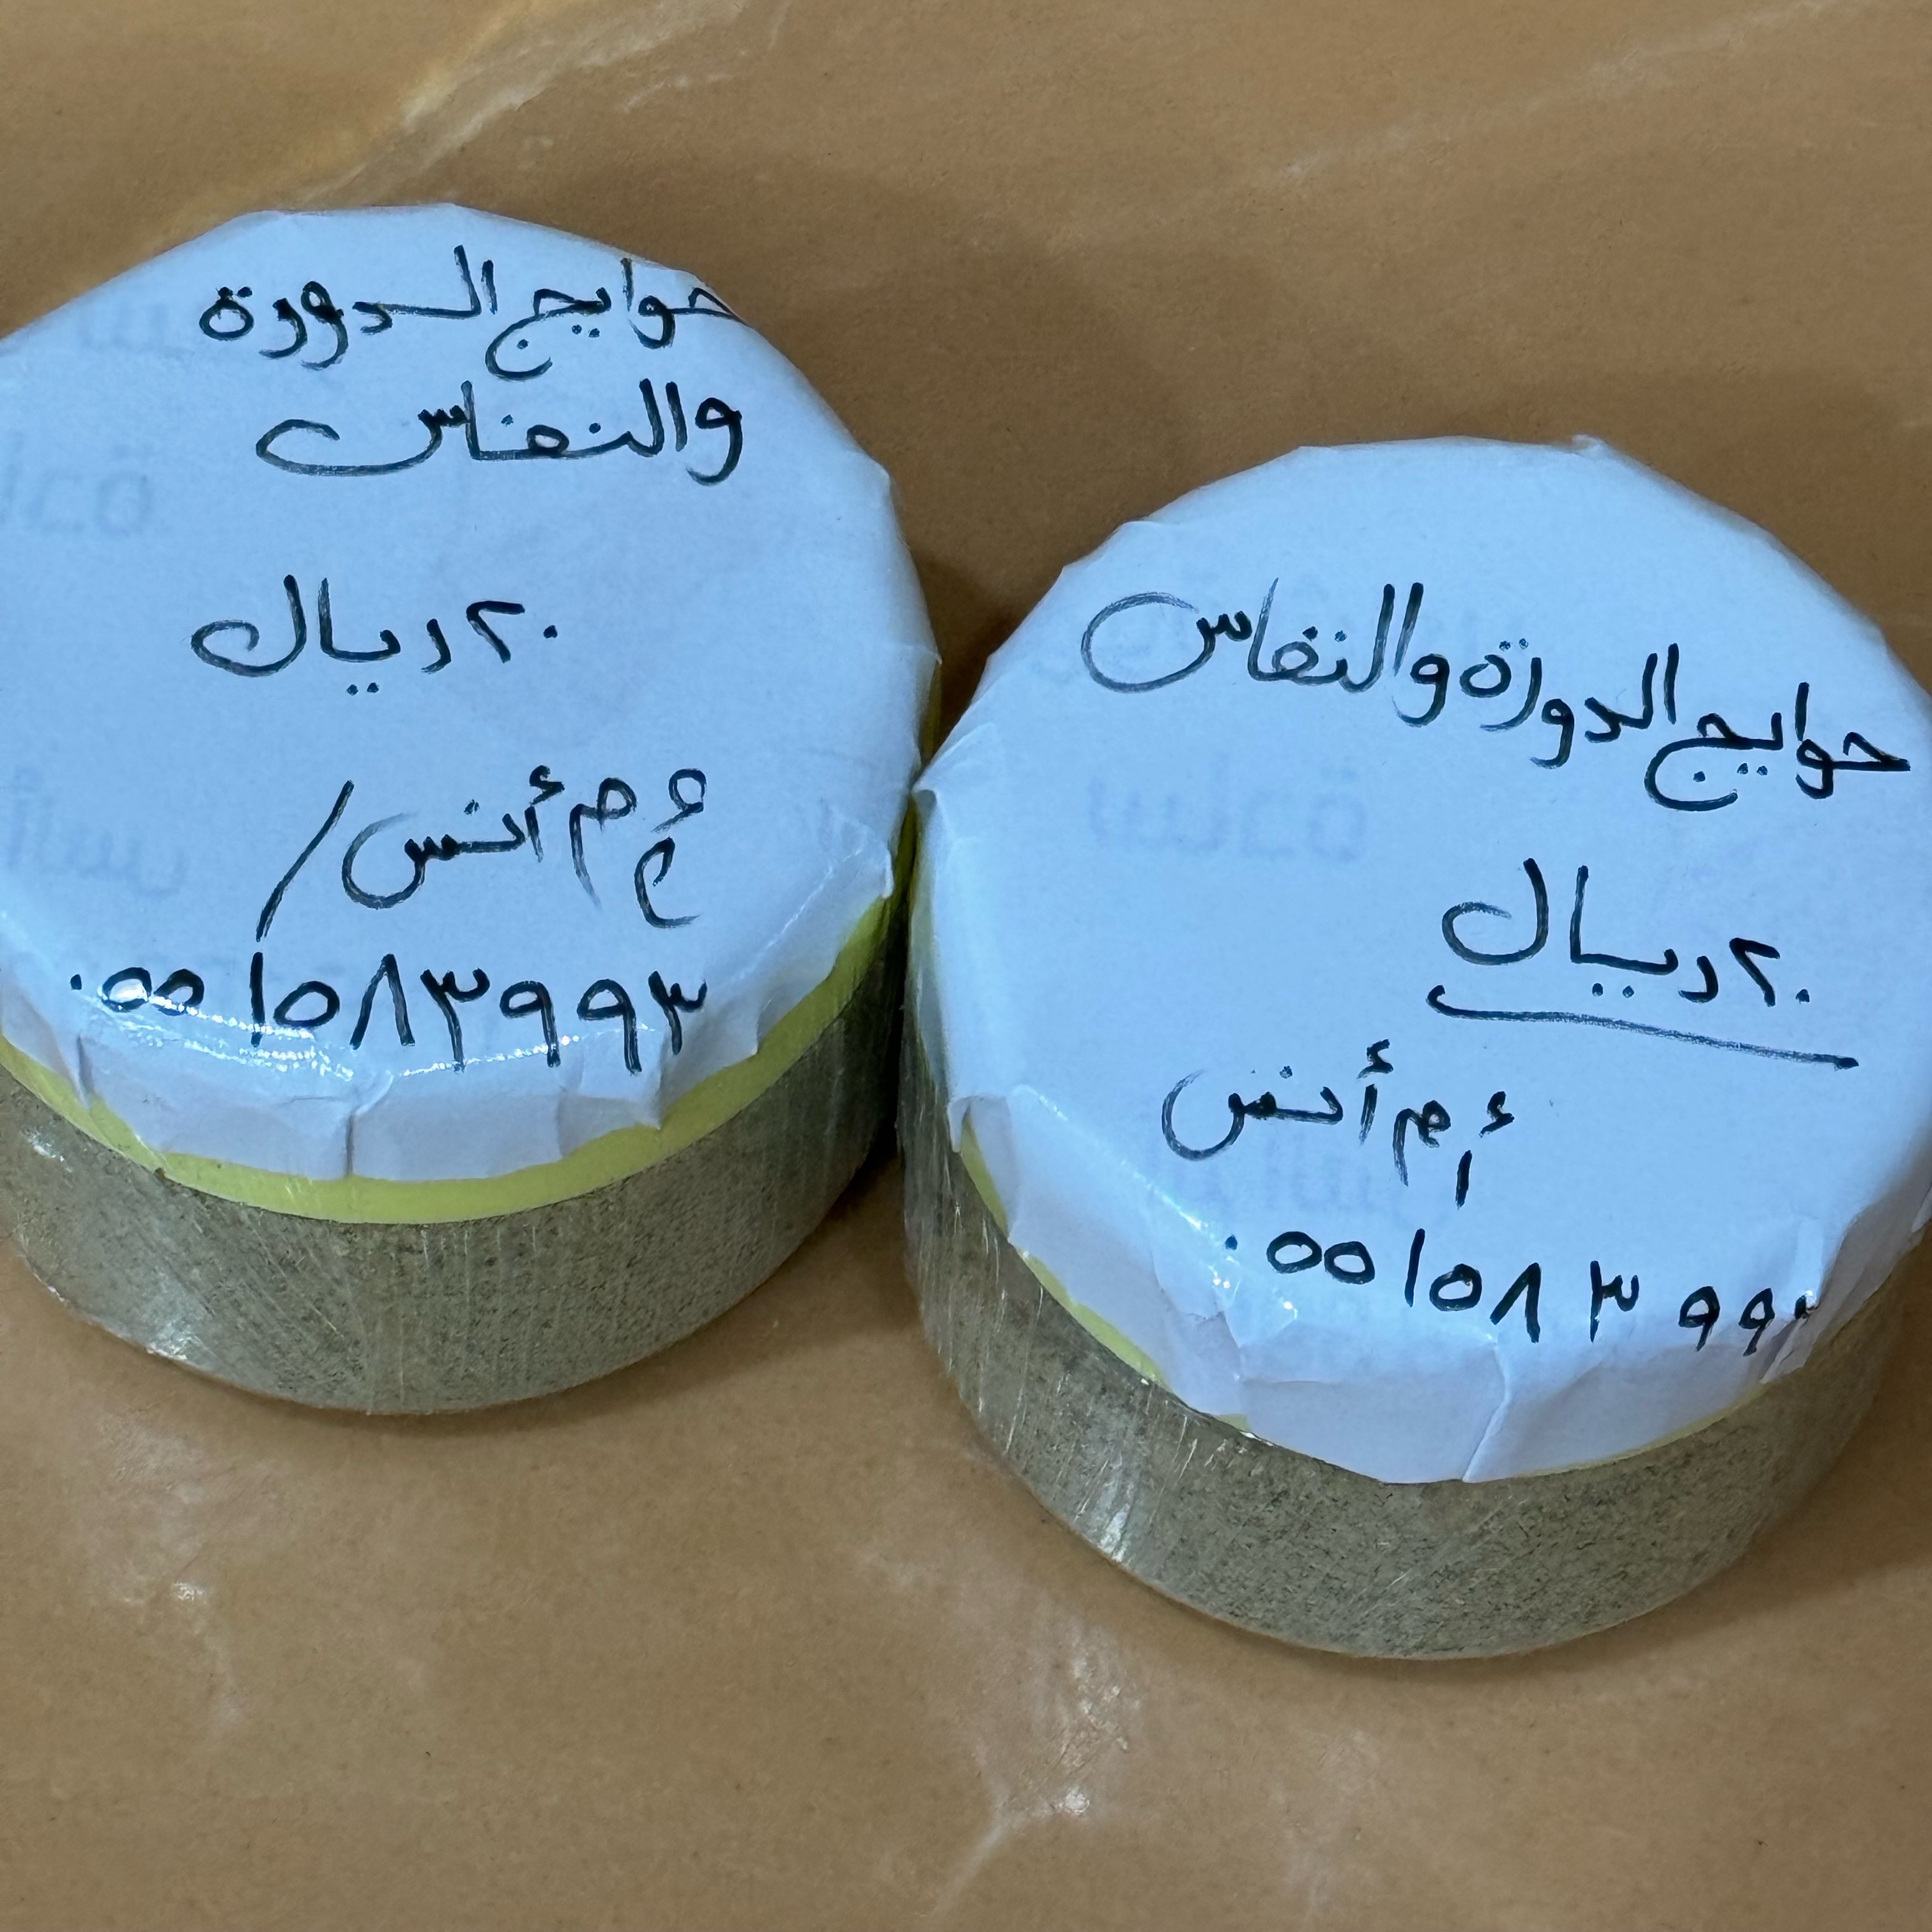 حوايج الدورة
والنفاس
٢٠ ريال
أم أنس/
٠٥٥١٥٨٣٩٩٣
حوايج الدورة والنفاس
٢٠ ريال
أم أنس
٠٥٥١٥٨٣٩٩